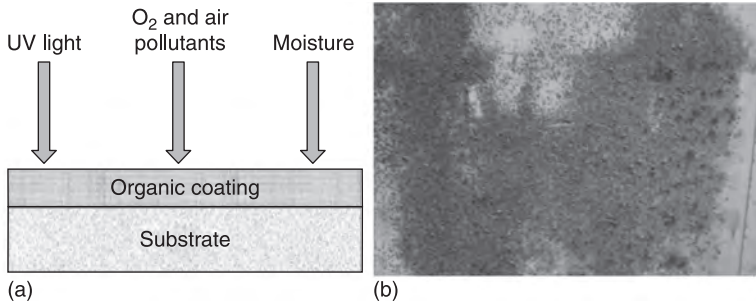 UV light
O₂ and air
pollutants
Moisture
Organic coating
Substrate
(a)
(b)